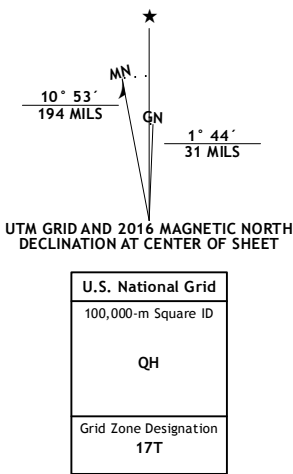 ★
MN
GN
10° 53´
194 MILS
1° 44´
31 MILS
UTM GRID AND 2016 MAGNETIC NORTH
DECLINATION AT CENTER OF SHEET
U.S. National Grid
100,000-m Square ID
QH
Grid Zone Designation
17T